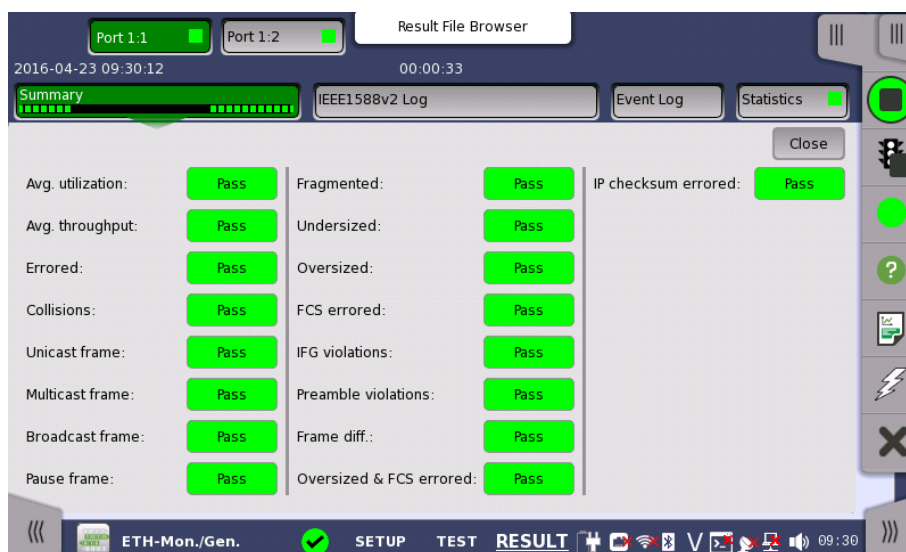 Port 1:1
Port 1:2
Result File Browser
2016-04-23 09:30:12
00:00:33
Summary
IEEE1588v2 Log
Event Log
Statistics
Close
Avg. utilization: Pass
Fragmented: Pass
IP checksum errored: Pass
Avg. throughput: Pass
Undersized: Pass
Errored: Pass
Oversized: Pass
Collisions: Pass
FCS errored: Pass
Unicast frame: Pass
IFG violations: Pass
Multicast frame: Pass
Preamble violations: Pass
Broadcast frame: Pass
Frame diff.: Pass
Pause frame: Pass
Oversized & FCS errored: Pass
ETH-Mon./Gen.
SETUP
TEST
RESULT
V
09:30